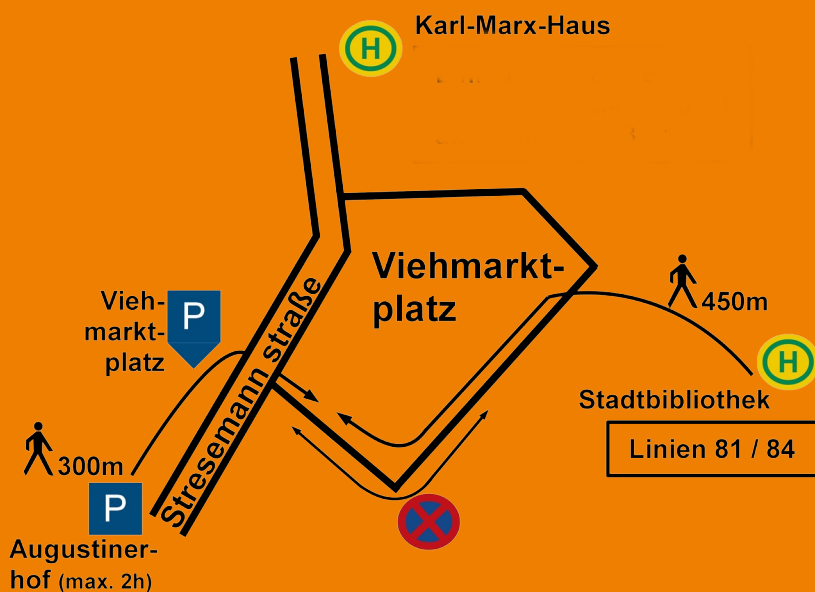 H
Karl-Marx-Haus
Viehmarkt-
platz
Vieh-
markt-
platz
P
Stresemann straße
450m
H
Stadtbibliothek
Linien 81 / 84
300m
P
Augustiner-
hof (max. 2h)